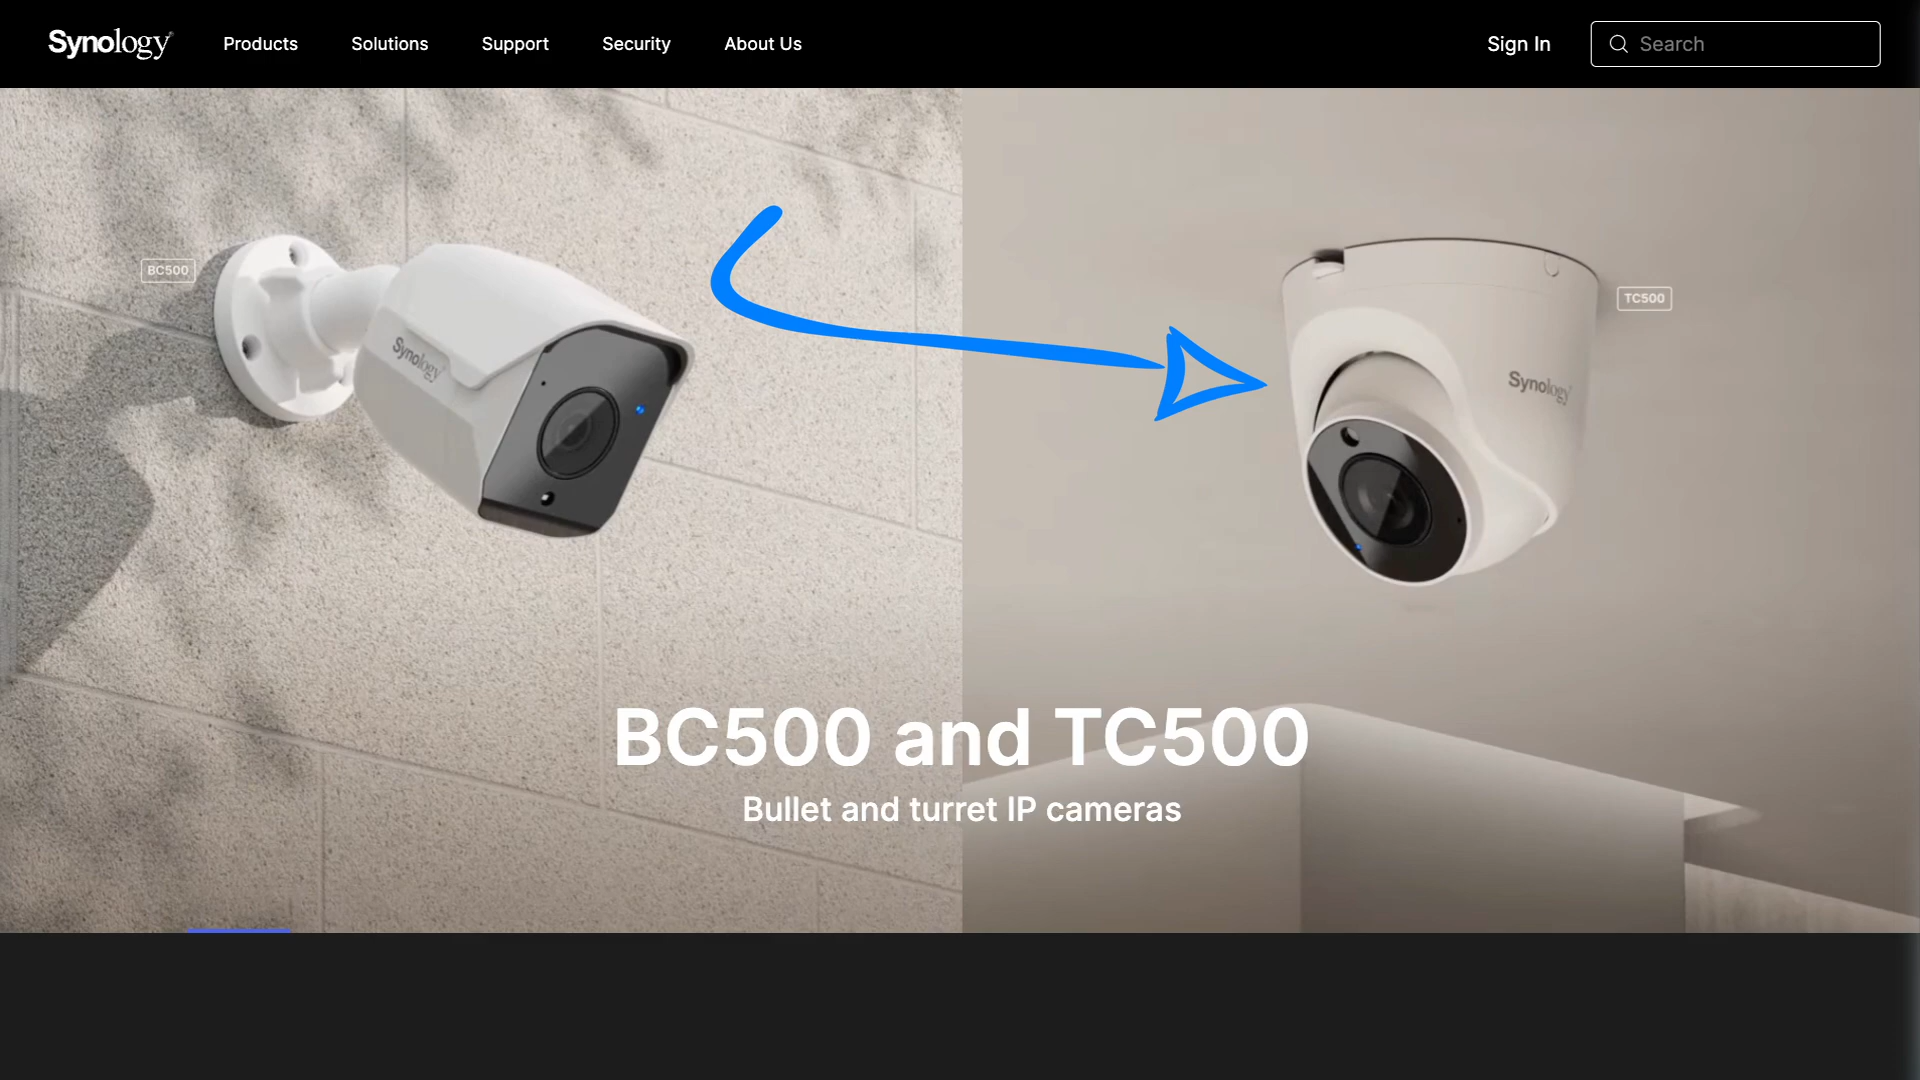 Synology
Products
Solutions
Support
Security
About Us
Sign In
Search
BC500
TC500
Synology
Synology
BC500 and TC500
Bullet and turret IP cameras